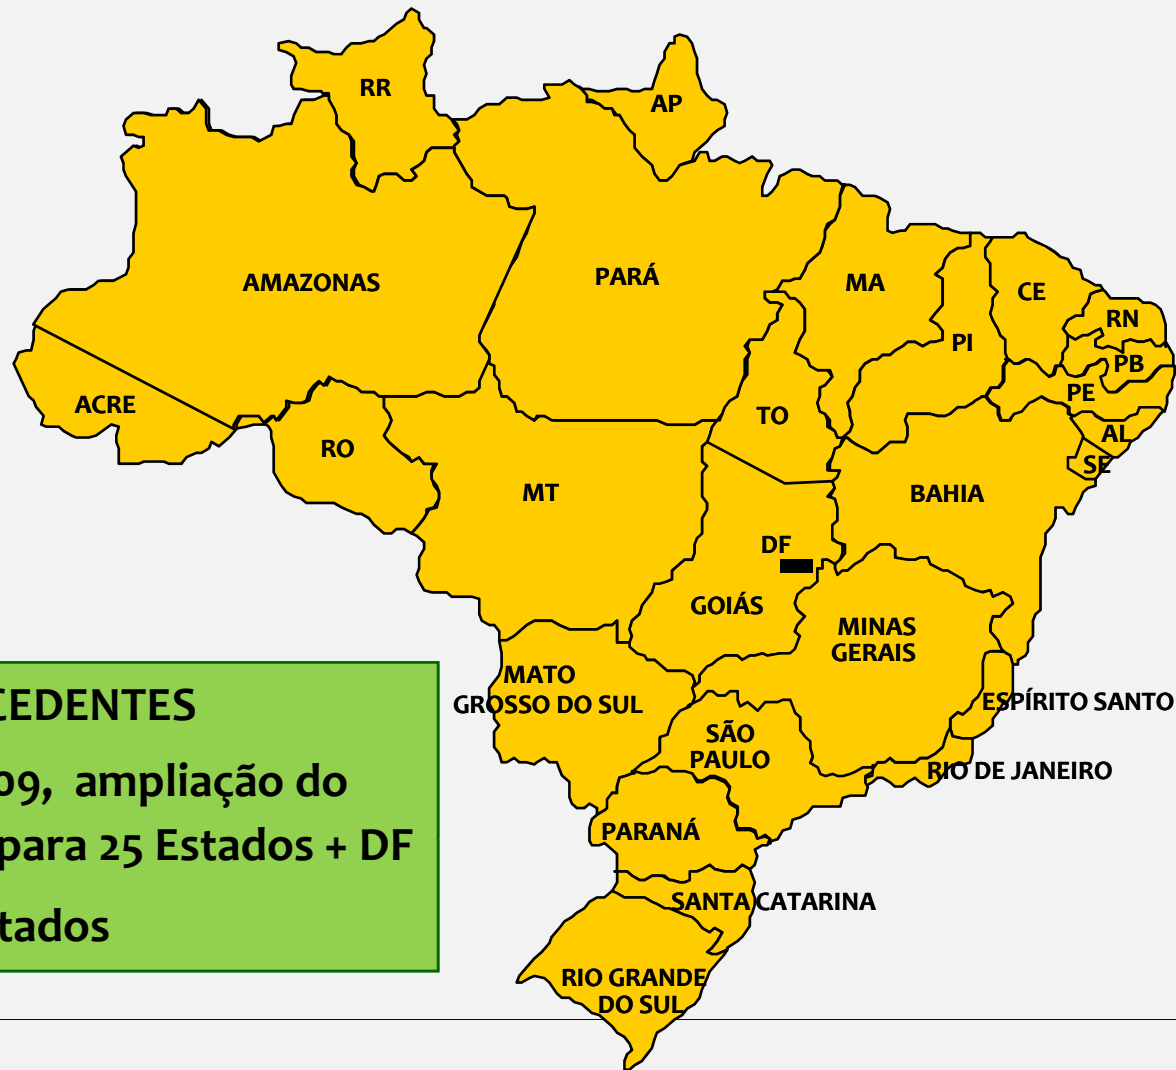 RR
AP
AMAZONAS
PARÁ
MA
CE
RN
PI
PB
PE
ACRE
TO
AL
RO
SE
MT
BAHIA
DF
GOIÁS
MINAS
GERAIS
MATO
GROSSO DO SUL
ESPÍRITO SANTO
SÃO
PAULO
RIO DE JANEIRO
PARANÁ
SANTA CATARINA
RIO GRANDE
DO SUL
CEDENTES
09, ampliação do
para 25 Estados + DF
tados